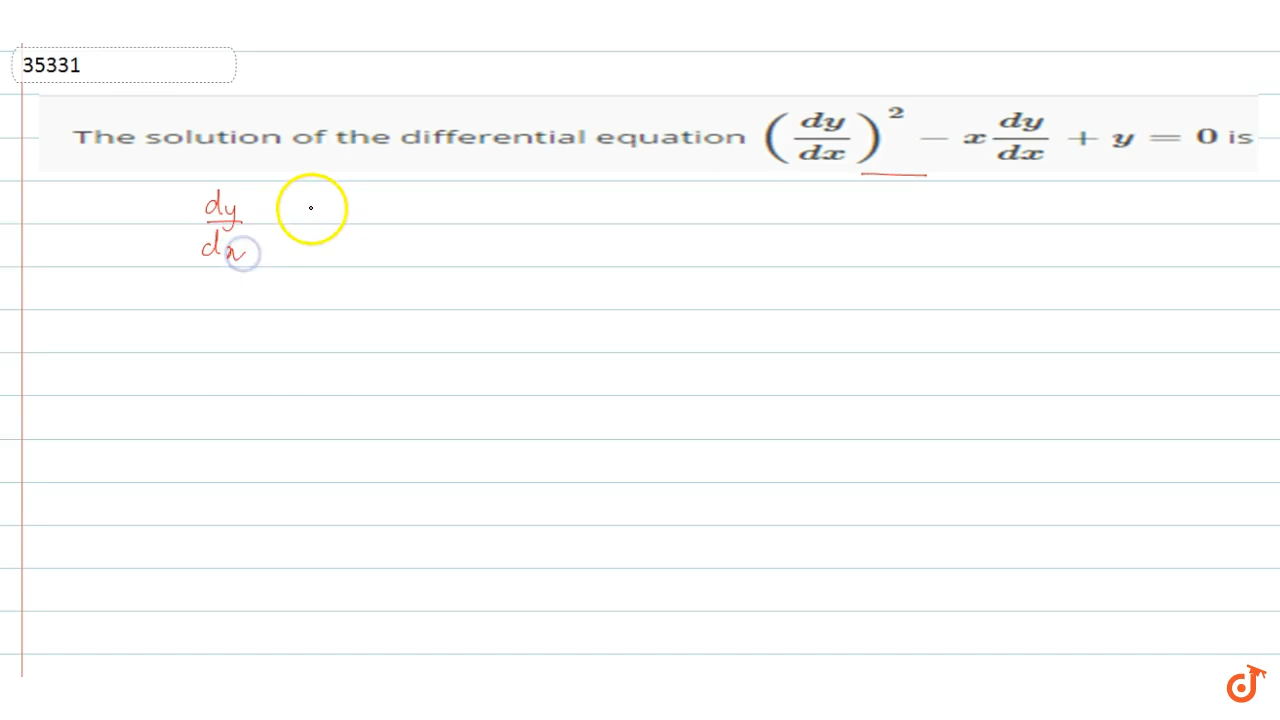 35331
The solution of the differential equation (dy/dx)² − x dy/dx + y = 0 is
dy
dx